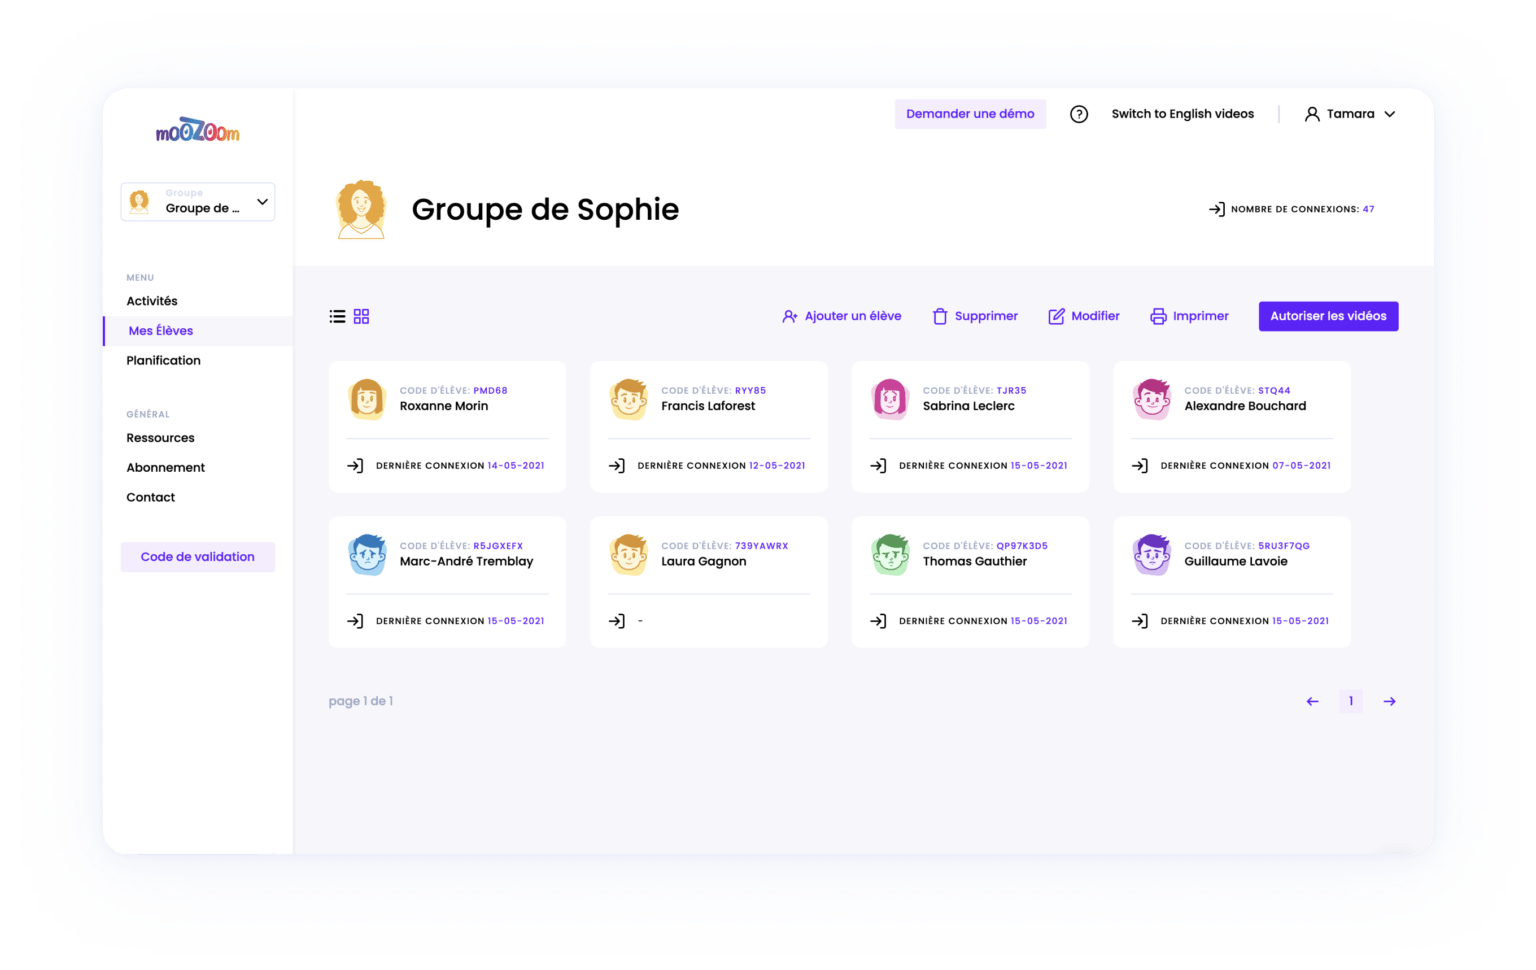 mooZoom
Groupe
Groupe de ...
MENU
Activités
Mes Élèves
Planification
GÉNÉRAL
Ressources
Abonnement
Contact
Code de validation
Demander une démo
?
Switch to English videos
Tamara
Groupe de Sophie
NOMBRE DE CONNEXIONS: 47
Ajouter un élève
Supprimer
Modifier
Imprimer
Autoriser les vidéos
CODE D'ÉLÈVE: PMD68
Roxanne Morin
DERNIÈRE CONNEXION 14-05-2021
CODE D'ÉLÈVE: RYY85
Francis Laforest
DERNIÈRE CONNEXION 12-05-2021
CODE D'ÉLÈVE: TJR35
Sabrina Leclerc
DERNIÈRE CONNEXION 15-05-2021
CODE D'ÉLÈVE: STQ44
Alexandre Bouchard
DERNIÈRE CONNEXION 07-05-2021
CODE D'ÉLÈVE: R5JGXEFX
Marc-André Tremblay
DERNIÈRE CONNEXION 15-05-2021
CODE D'ÉLÈVE: 739YAWRX
Laura Gagnon
-
CODE D'ÉLÈVE: QP97K3D5
Thomas Gauthier
DERNIÈRE CONNEXION 15-05-2021
CODE D'ÉLÈVE: 5RU3F7QG
Guillaume Lavoie
DERNIÈRE CONNEXION 15-05-2021
page 1 de 1
1